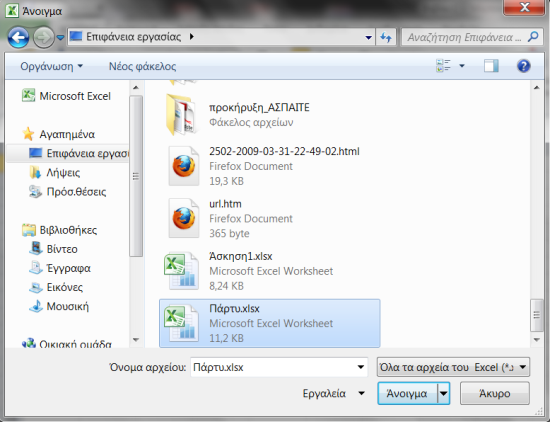 Άνοιγμα
Επιφάνεια εργασίας
Αναζήτηση Επιφάνεια ...
Οργάνωση
Νέος φάκελος
Microsoft Excel
Αγαπημένα
Επιφάνεια εργασί
Λήψεις
Πρόσ.θέσεις
Βιβλιοθήκες
Βίντεο
Έγγραφα
Εικόνες
Μουσική
Οικιακή ομάδα
προκήρυξη_ΑΣΠΑΙΤΕ
Φάκελος αρχείων
2502-2009-03-31-22-49-02.html
Firefox Document
19,3 KB
url.htm
Firefox Document
365 byte
Άσκηση1.xlsx
Microsoft Excel Worksheet
8,24 KB
Πάρτυ.xlsx
Microsoft Excel Worksheet
11,2 KB
Όνομα αρχείου:
Πάρτυ.xlsx
Όλα τα αρχεία του Excel (*.x
Εργαλεία
Άνοιγμα
Άκυρο